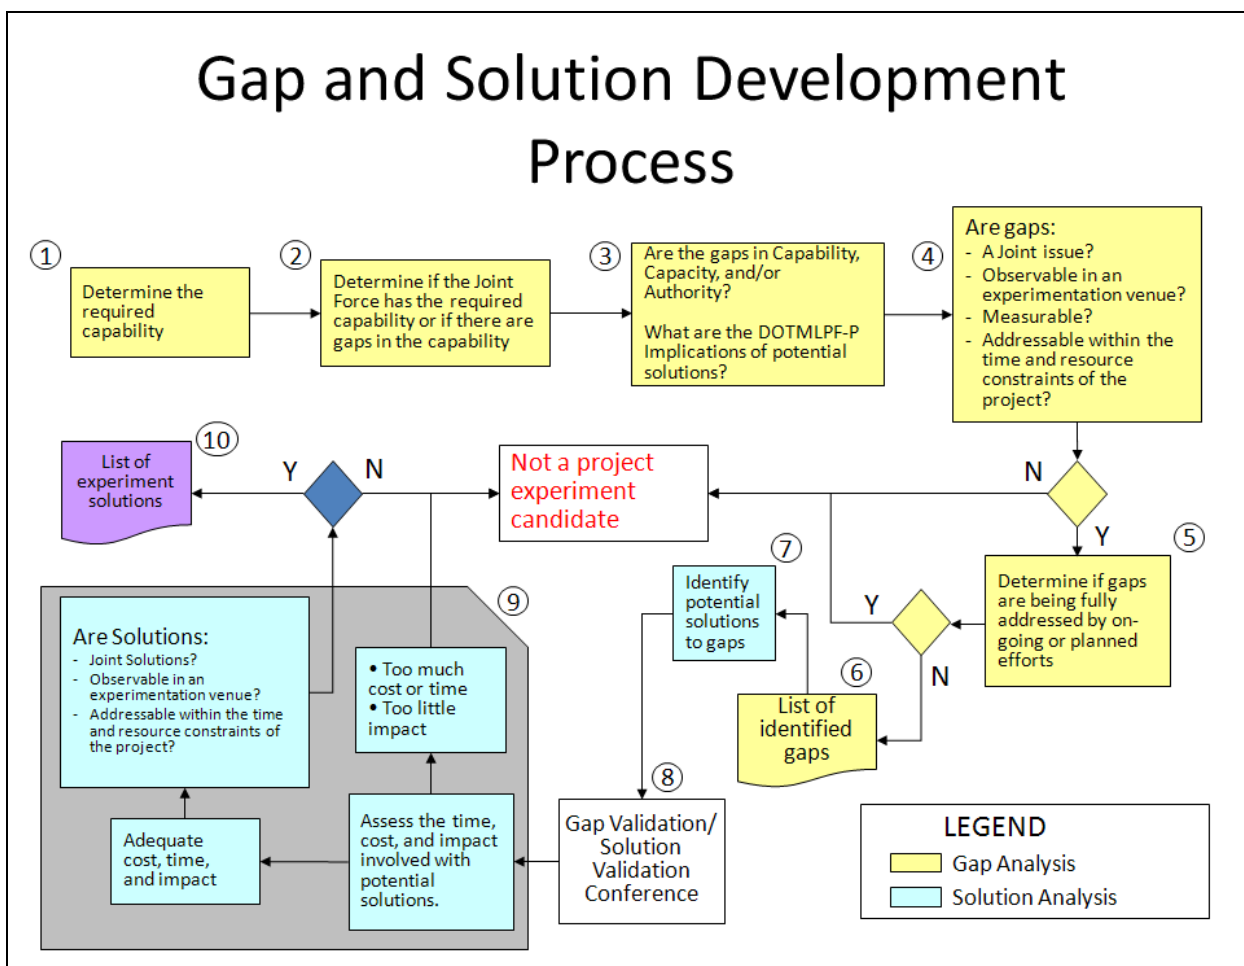 Gap and Solution Development
Process
1
Determine the
required
capability
2
Determine if the Joint
Force has the required
capability or if there are
gaps in the capability
3
Are the gaps in Capability,
Capacity, and/or
Authority?
What are the DOTMLPF-P
Implications of potential
solutions?
4
Are gaps:
- A Joint issue?
- Observable in an
experimentation venue?
- Measurable?
- Addressable within the
time and resource
constraints of the
project?
N
Y
5
Determine if gaps
are being fully
addressed by on-
going or planned
efforts
Y
N
6
List of
identified
gaps
7
Identify
potential
solutions
to gaps
8
Gap Validation/
Solution
Validation
Conference
9
Assess the time,
cost, and impact
involved with
potential
solutions.
• Too much
cost or time
• Too little
impact
Adequate
cost, time,
and impact
Are Solutions:
- Joint Solutions?
- Observable in an
experimentation venue?
- Addressable within the time
and resource constraints of
the project?
Y
N
10
List of
experiment
solutions
Not a project
experiment
candidate
LEGEND
Gap Analysis
Solution Analysis